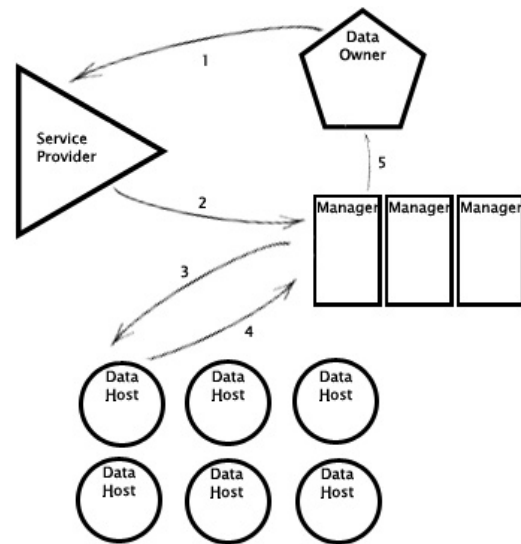 1
Data
Owner
Service
Provider
5
2
Manager Manager Manager
3
4
Data Data Data
Host Host Host
Data Data Data
Host Host Host